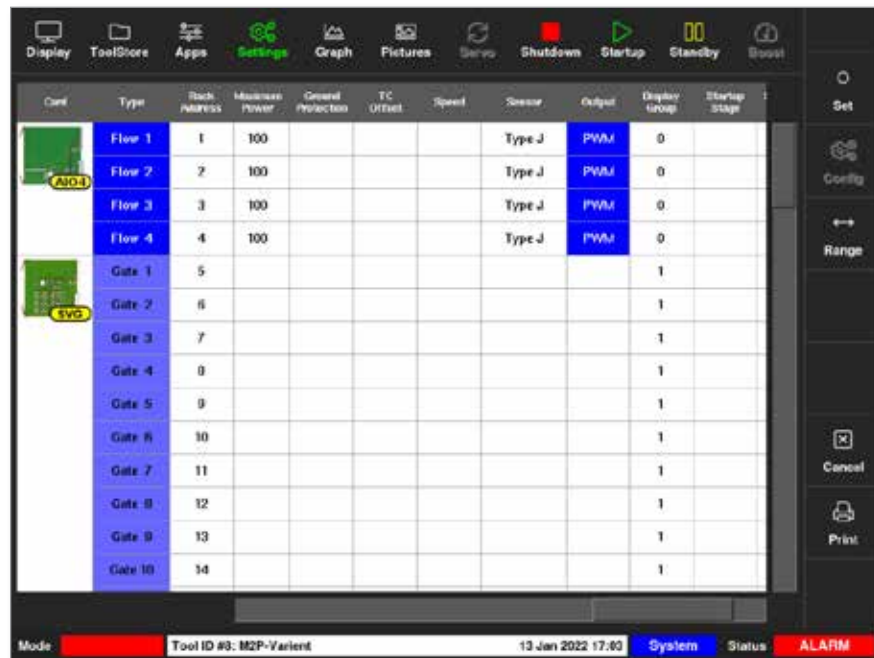 Display ToolStore Apps Settings Graph Pictures Servo Shutdown Startup Standby Boost
Card Type Rack Address Maximum Power Ground Protection TC Offset Speed Sensor Output Display Group Startup Stage
Set
Flow 1 1 100 Type J PWM 0
AIO4
Flow 2 2 100 Type J PWM 0
Config
Flow 3 3 100 Type J PWM 0
Flow 4 4 100 Type J PWM 0
Range
Gate 1 5 1
SVG
Gate 2 6 1
Gate 3 7 1
Gate 4 8 1
Gate 5 9 1
Gate 6 10 1
Gate 7 11 1
Cancel
Gate 8 12 1
Gate 9 13 1
Print
Gate 10 14 1
Mode Tool ID #8: M2P-Varient 13 Jan 2022 17:03 System Status ALARM